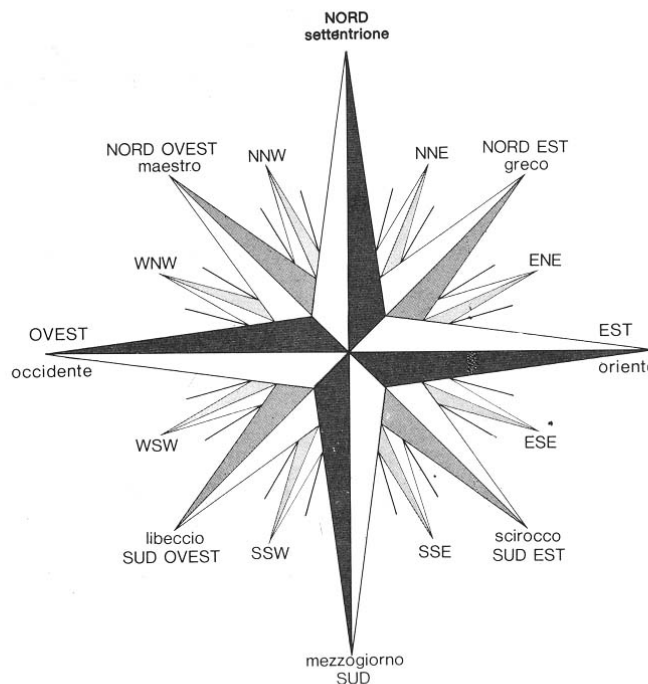 NORD
settentrione
NORD OVEST
maestro
NNW
NNE
NORD EST
greco
WNW
ENE
OVEST
occidente
EST
oriente
WSW
ESE
libeccio
SUD OVEST
SSW
SSE
scirocco
SUD EST
mezzogiorno
SUD